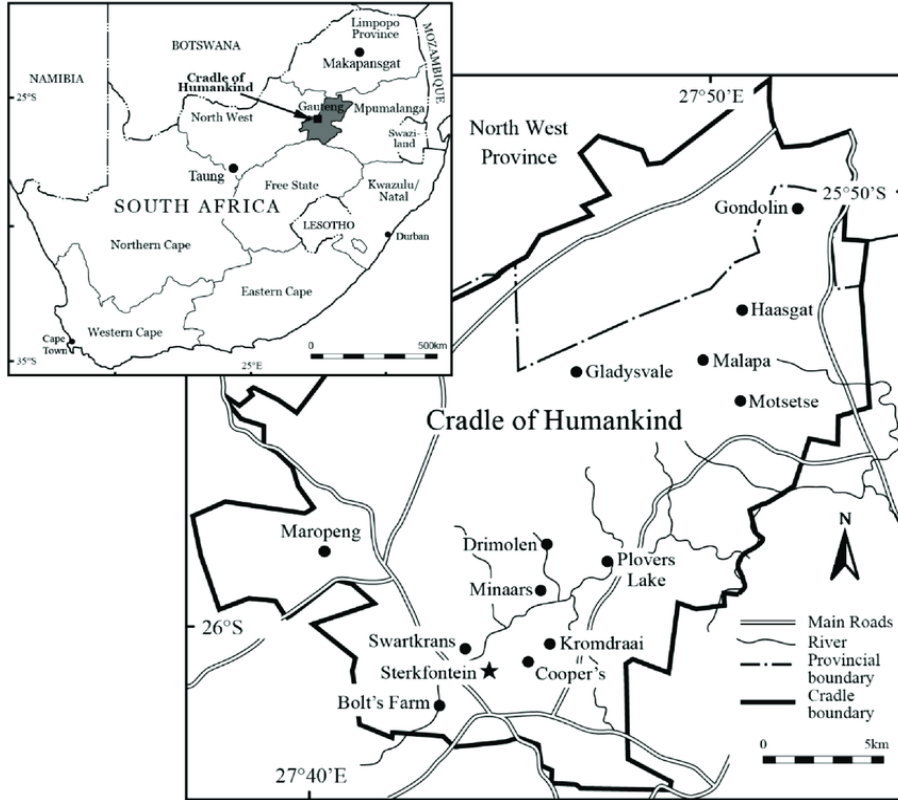 Limpopo
Province
Makapansgat
MOZAMBIQUE
BOTSWANA
NAMIBIA
Cradle of
Humankind
25°S
Gauteng
Mpumalanga
North West
Swazi-
land
Taung
Free State
Kwazulu/
Natal
SOUTH AFRICA
LESOTHO
Durban
Northern Cape
Eastern Cape
Western Cape
Cape
Town
35°S
25°E
0
500km
27°50'E
North West
Province
25°50'S
Gondolin
Haasgat
Malapa
Gladysvale
Motsetse
Cradle of Humankind
Maropeng
Drimolen
Plovers
Lake
Minaars
N
26°S
Swartkrans
Kromdraai
Sterkfontein
Cooper's
Bolt's Farm
Main Roads
River
Provincial
boundary
Cradle
boundary
0
5km
27°40'E